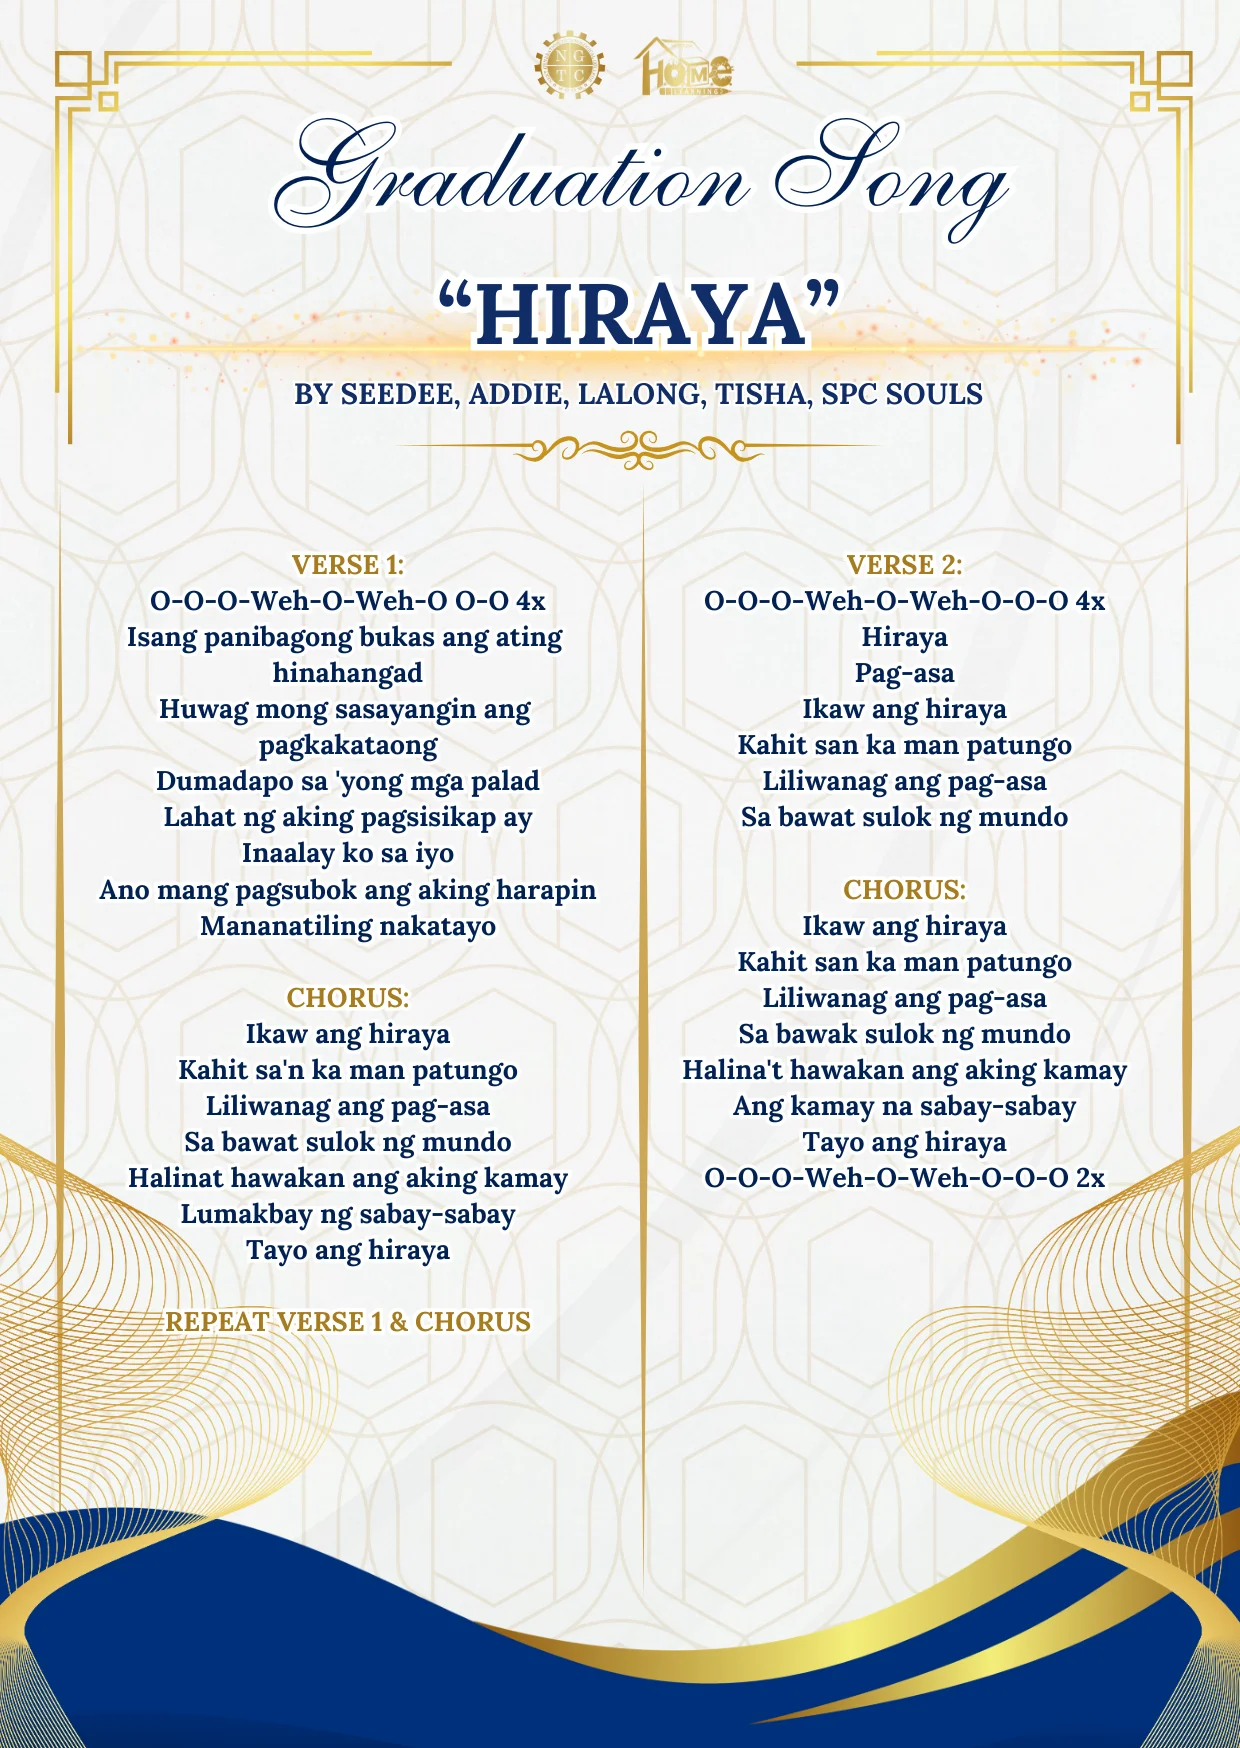 N G
T C
HOME
LEARNING
Graduation Song
“HIRAYA”
BY SEEDEE, ADDIE, LALONG, TISHA, SPC SOULS
VERSE 1:
O-O-O-Weh-O-Weh-O O-O 4x
Isang panibagong bukas ang ating
hinahangad
Huwag mong sasayangin ang
pagkakataong
Dumadapo sa 'yong mga palad
Lahat ng aking pagsisikap ay
Inaalay ko sa iyo
Ano mang pagsubok ang aking harapin
Mananatiling nakatayo
CHORUS:
Ikaw ang hiraya
Kahit sa'n ka man patungo
Liliwanag ang pag-asa
Sa bawat sulok ng mundo
Halinat hawakan ang aking kamay
Lumakbay ng sabay-sabay
Tayo ang hiraya
REPEAT VERSE 1 & CHORUS
VERSE 2:
O-O-O-Weh-O-Weh-O-O-O 4x
Hiraya
Pag-asa
Ikaw ang hiraya
Kahit san ka man patungo
Liliwanag ang pag-asa
Sa bawat sulok ng mundo
CHORUS:
Ikaw ang hiraya
Kahit san ka man patungo
Liliwanag ang pag-asa
Sa bawak sulok ng mundo
Halina't hawakan ang aking kamay
Ang kamay na sabay-sabay
Tayo ang hiraya
O-O-O-Weh-O-Weh-O-O-O 2x